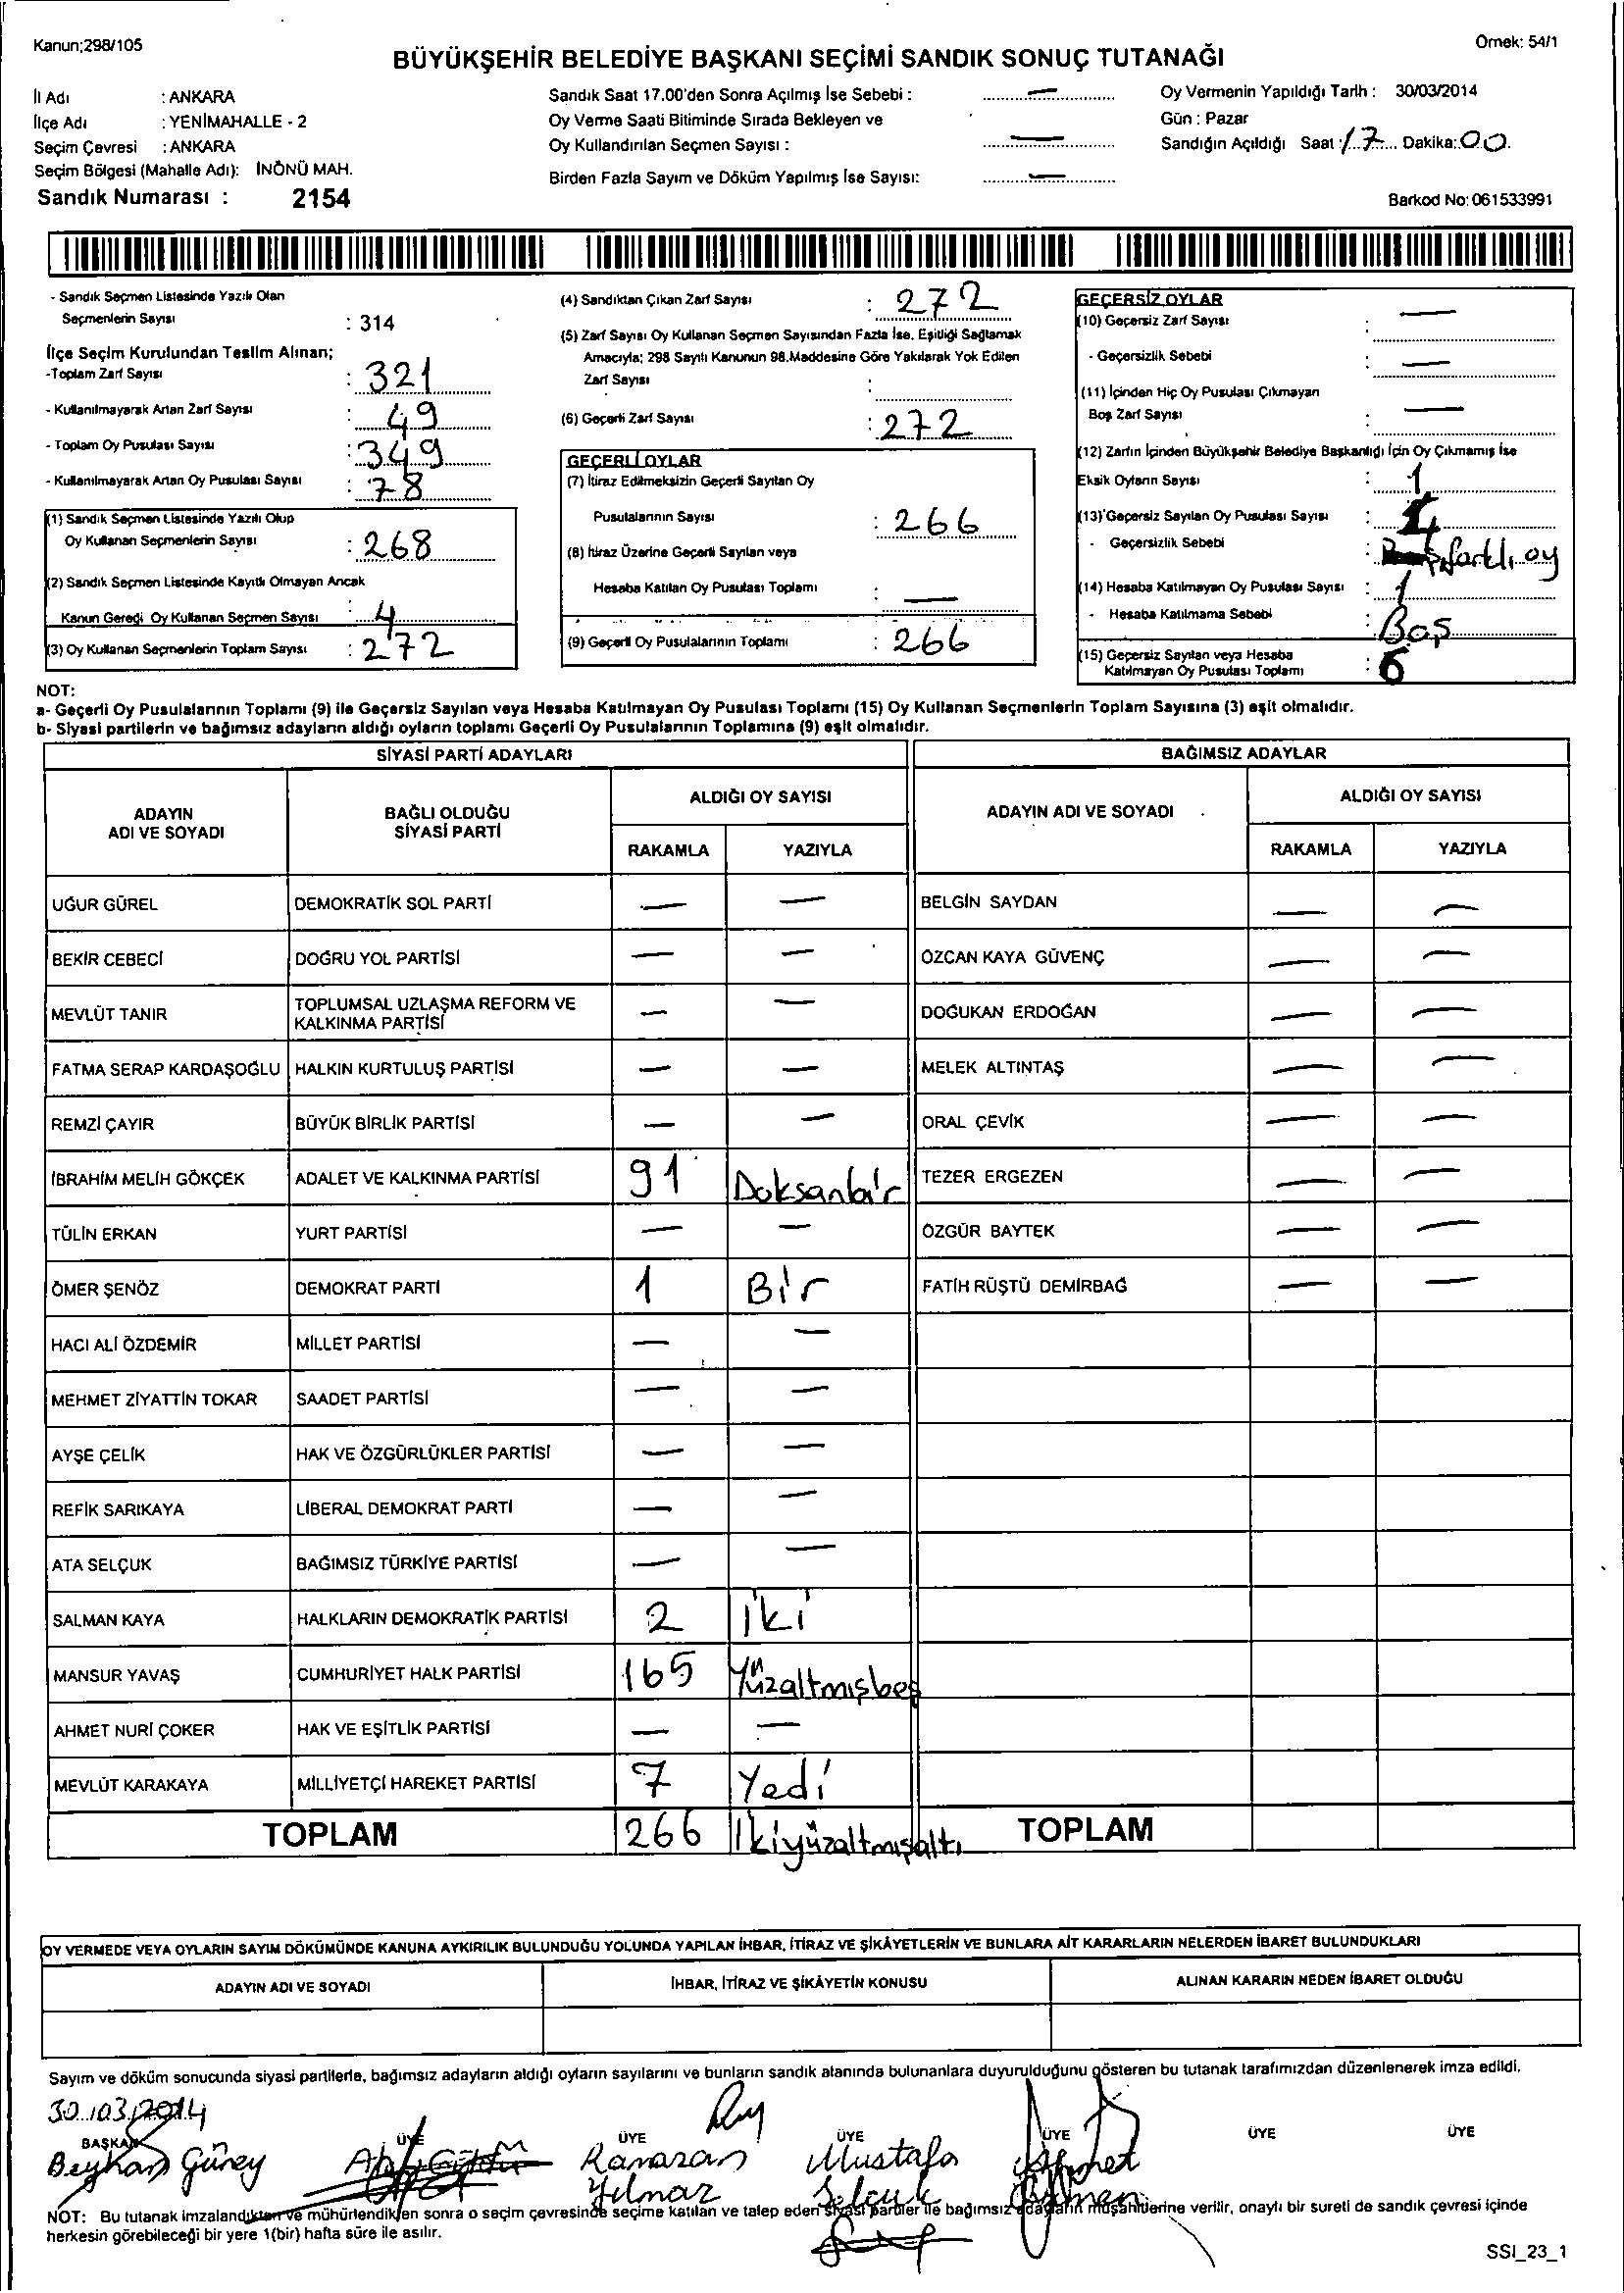 Kanun;298/105
Örnek: 54/1
BÜYÜKŞEHİR BELEDİYE BAŞKANI SEÇİMİ SANDIK SONUÇ TUTANAĞI
İl Adı : ANKARA
İlçe Adı : YENİMAHALLE - 2
Seçim Çevresi : ANKARA
Seçim Bölgesi (Mahalle Adı): İNÖNÜ MAH.
Sandık Numarası : 2154
Sandık Saat 17.00'den Sonra Açılmış İse Sebebi : —
Oy Verme Saati Bitiminde Sırada Bekleyen ve
Oy Kullandırılan Seçmen Sayısı : —
Birden Fazla Sayım ve Döküm Yapılmış İse Sayısı: —
Oy Vermenin Yapıldığı Tarih : 30/03/2014
Gün : Pazar
Sandığın Açıldığı Saat : 17 Dakika: 00
Barkod No: 061533991
- Sandık Seçmen Listesinde Yazılı Olan
Seçmenlerin Sayısı : 314
İlçe Seçim Kurulundan Teslim Alınan;
-Toplam Zarf Sayısı : 321
- Kullanılmayarak Artan Zarf Sayısı : 49
- Toplam Oy Pusulası Sayısı : 349
- Kullanılmayarak Artan Oy Pusulası Sayısı : 78
(1) Sandık Seçmen Listesinde Yazılı Olup
Oy Kullanan Seçmenlerin Sayısı : 268
(2) Sandık Seçmen Listesinde Kayıtlı Olmayan Ancak
Kanun Gereği Oy Kullanan Seçmen Sayısı : 4
(3) Oy Kullanan Seçmenlerin Toplam Sayısı : 272
(4) Sandıktan Çıkan Zarf Sayısı : 272
(5) Zarf Sayısı Oy Kullanan Seçmen Sayısından Fazla İse, Eşitliği Sağlamak
Amacıyla; 298 Sayılı Kanunun 98.Maddesine Göre Yakılarak Yok Edilen
Zarf Sayısı :
(6) Geçerli Zarf Sayısı : 272
GEÇERLİ OYLAR
(7) İtiraz Edilmeksizin Geçerli Sayılan Oy
Pusulalarının Sayısı : 266
(8) İtiraz Üzerine Geçerli Sayılan veya
Hesaba Katılan Oy Pusulası Toplamı : —
(9) Geçerli Oy Pusulalarının Toplamı : 266
GEÇERSİZ OYLAR
(10) Geçersiz Zarf Sayısı : —
- Geçersizlik Sebebi : —
(11) İçinden Hiç Oy Pusulası Çıkmayan
Boş Zarf Sayısı : —
(12) Zarfın İçinden Büyükşehir Belediye Başkanlığı İçin Oy Çıkmamış İse
Eksik Oyların Sayısı : 1
(13) Geçersiz Sayılan Oy Pusulası Sayısı :
- Geçersizlik Sebebi : farklı oy
(14) Hesaba Katılmayan Oy Pusulası Sayısı : 1
- Hesaba Katılmama Sebebi : Boş
(15) Geçersiz Sayılan veya Hesaba
Katılmayan Oy Pusulası Toplamı : 6
NOT:
a- Geçerli Oy Pusulalarının Toplamı (9) ile Geçersiz Sayılan veya Hesaba Katılmayan Oy Pusulası Toplamı (15) Oy Kullanan Seçmenlerin Toplam Sayısına (3) eşit olmalıdır.
b- Siyasi partilerin ve bağımsız adayların aldığı oyların toplamı Geçerli Oy Pusulalarının Toplamına (9) eşit olmalıdır.
SİYASİ PARTİ ADAYLARI
BAĞIMSIZ ADAYLAR
ADAYIN
ADI VE SOYADI
BAĞLI OLDUĞU
SİYASİ PARTİ
ALDIĞI OY SAYISI
RAKAMLA YAZIYLA
ADAYIN ADI VE SOYADI
ALDIĞI OY SAYISI
RAKAMLA YAZIYLA
UĞUR GÜREL DEMOKRATİK SOL PARTİ — — BELGİN SAYDAN — —
BEKİR CEBECİ DOĞRU YOL PARTİSİ — — ÖZCAN KAYA GÜVENÇ — —
MEVLÜT TANIR TOPLUMSAL UZLAŞMA REFORM VE
KALKINMA PARTİSİ — — DOĞUKAN ERDOĞAN — —
FATMA SERAP KARDAŞOĞLU HALKIN KURTULUŞ PARTİSİ — — MELEK ALTINTAŞ — —
REMZİ ÇAYIR BÜYÜK BİRLİK PARTİSİ — — ORAL ÇEVİK — —
İBRAHİM MELİH GÖKÇEK ADALET VE KALKINMA PARTİSİ 91 Doksanbir TEZER ERGEZEN — —
TÜLİN ERKAN YURT PARTİSİ — — ÖZGÜR BAYTEK — —
ÖMER ŞENÖZ DEMOKRAT PARTİ 1 Bir FATİH RÜŞTÜ DEMİRBAĞ — —
HACI ALİ ÖZDEMİR MİLLET PARTİSİ — —
MEHMET ZİYATTİN TOKAR SAADET PARTİSİ — —
AYŞE ÇELİK HAK VE ÖZGÜRLÜKLER PARTİSİ — —
REFİK SARIKAYA LİBERAL DEMOKRAT PARTİ — —
ATA SELÇUK BAĞIMSIZ TÜRKİYE PARTİSİ — —
SALMAN KAYA HALKLARIN DEMOKRATİK PARTİSİ 2 iki
MANSUR YAVAŞ CUMHURİYET HALK PARTİSİ 165 Yüzaltmışbeş
AHMET NURİ ÇOKER HAK VE EŞİTLİK PARTİSİ — —
MEVLÜT KARAKAYA MİLLİYETÇİ HAREKET PARTİSİ 7 Yedi
TOPLAM 266 İkiyüzaltmışaltı TOPLAM
OY VERMEDE VEYA OYLARIN SAYIM DÖKÜMÜNDE KANUNA AYKIRILIK BULUNDUĞU YOLUNDA YAPILAN İHBAR, İTİRAZ VE ŞİKÂYETLERİN VE BUNLARA AİT KARARLARIN NELERDEN İBARET BULUNDUKLARI
ADAYIN ADI VE SOYADI İHBAR, İTİRAZ VE ŞİKÂYETİN KONUSU ALINAN KARARIN NEDEN İBARET OLDUĞU
Sayım ve döküm sonucunda siyasi partilerle, bağımsız adayların aldığı oyların sayılarını ve bunların sandık alanında bulunanlara duyurulduğunu gösteren bu tutanak tarafımızdan düzenlenerek imza edildi.
30.03.2014
BAŞKAN ÜYE ÜYE ÜYE ÜYE ÜYE ÜYE
Beyhan Güney
Ramazan
Yılmaz
Mustafa
Selçuk
NOT: Bu tutanak imzalandıktan ve mühürlendikten sonra o seçim çevresinde seçime katılan ve talep eden siyasi partiler ile bağımsız adayların müşahitlerine verilir, onaylı bir sureti de sandık çevresi içinde
herkesin görebileceği bir yere 1(bir) hafta süre ile asılır.
SSI_23_1